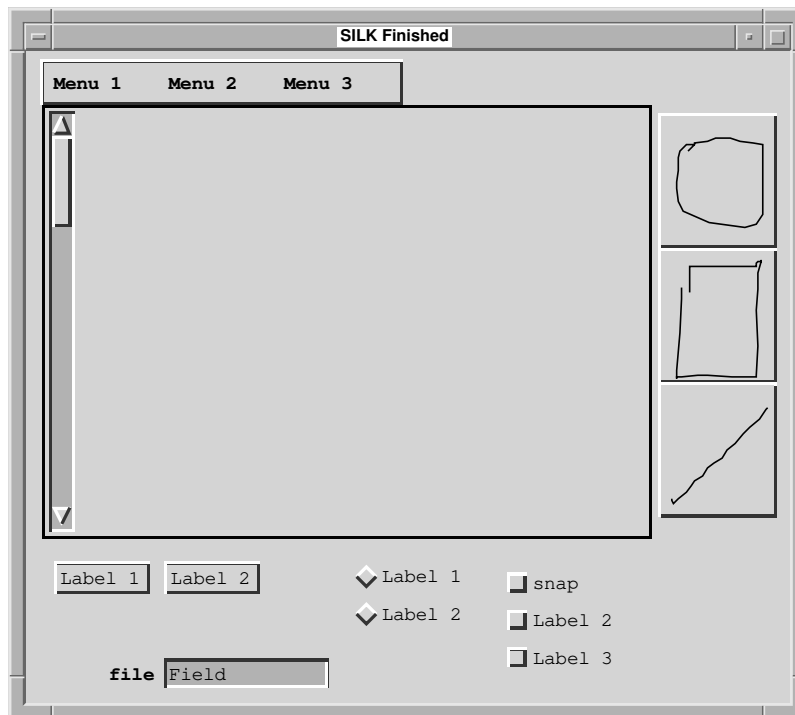 SILK Finished
Menu 1 Menu 2 Menu 3
Label 1 Label 2
Label 1
Label 2
snap
Label 2
Label 3
file Field